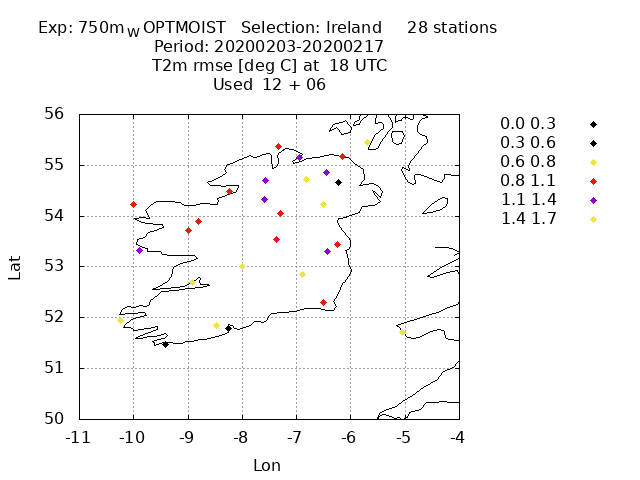 Exp: 750m_W OPTMOIST Selection: Ireland 28 stations
Period: 20200203-20200217
T2m rmse [deg C] at 18 UTC
Used 12 + 06
56
55
54
53
52
51
50
-11 -10 -9 -8 -7 -6 -5 -4
Lat
Lon
0.0 0.3
0.3 0.6
0.6 0.8
0.8 1.1
1.1 1.4
1.4 1.7